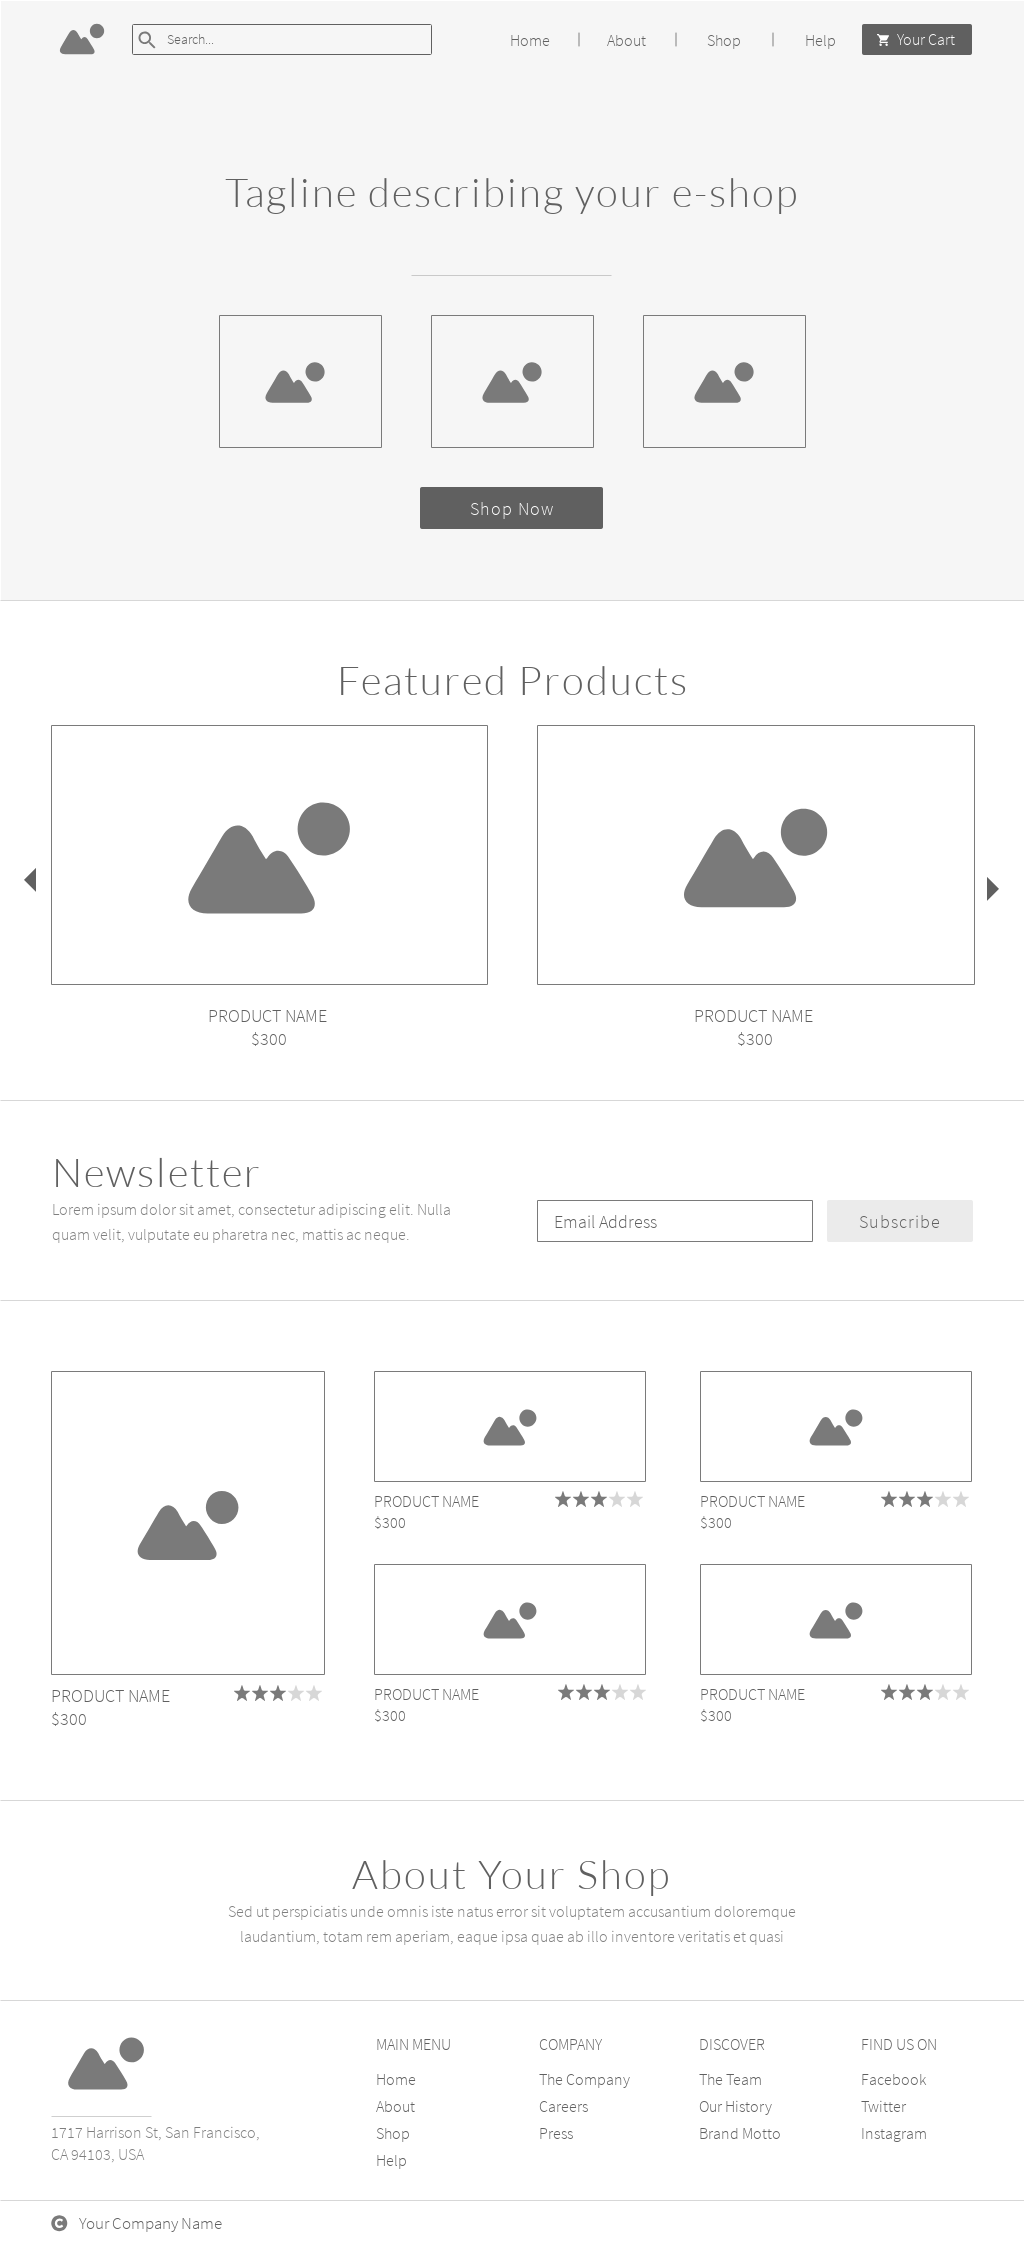 Search...
Home | About | Shop | Help
Your Cart
Tagline describing your e-shop
Shop Now
Featured Products
PRODUCT NAME
$300
PRODUCT NAME
$300
Newsletter
Lorem ipsum dolor sit amet, consectetur adipiscing elit. Nulla
quam velit, vulputate eu pharetra nec, mattis ac neque.
Email Address
Subscribe
PRODUCT NAME
$300
PRODUCT NAME
$300
PRODUCT NAME
$300
PRODUCT NAME
$300
PRODUCT NAME
$300
About Your Shop
Sed ut perspiciatis unde omnis iste natus error sit voluptatem accusantium doloremque
laudantium, totam rem aperiam, eaque ipsa quae ab illo inventore veritatis et quasi
1717 Harrison St, San Francisco,
CA 94103, USA
MAIN MENU
Home
About
Shop
Help
COMPANY
The Company
Careers
Press
DISCOVER
The Team
Our History
Brand Motto
FIND US ON
Facebook
Twitter
Instagram
© Your Company Name